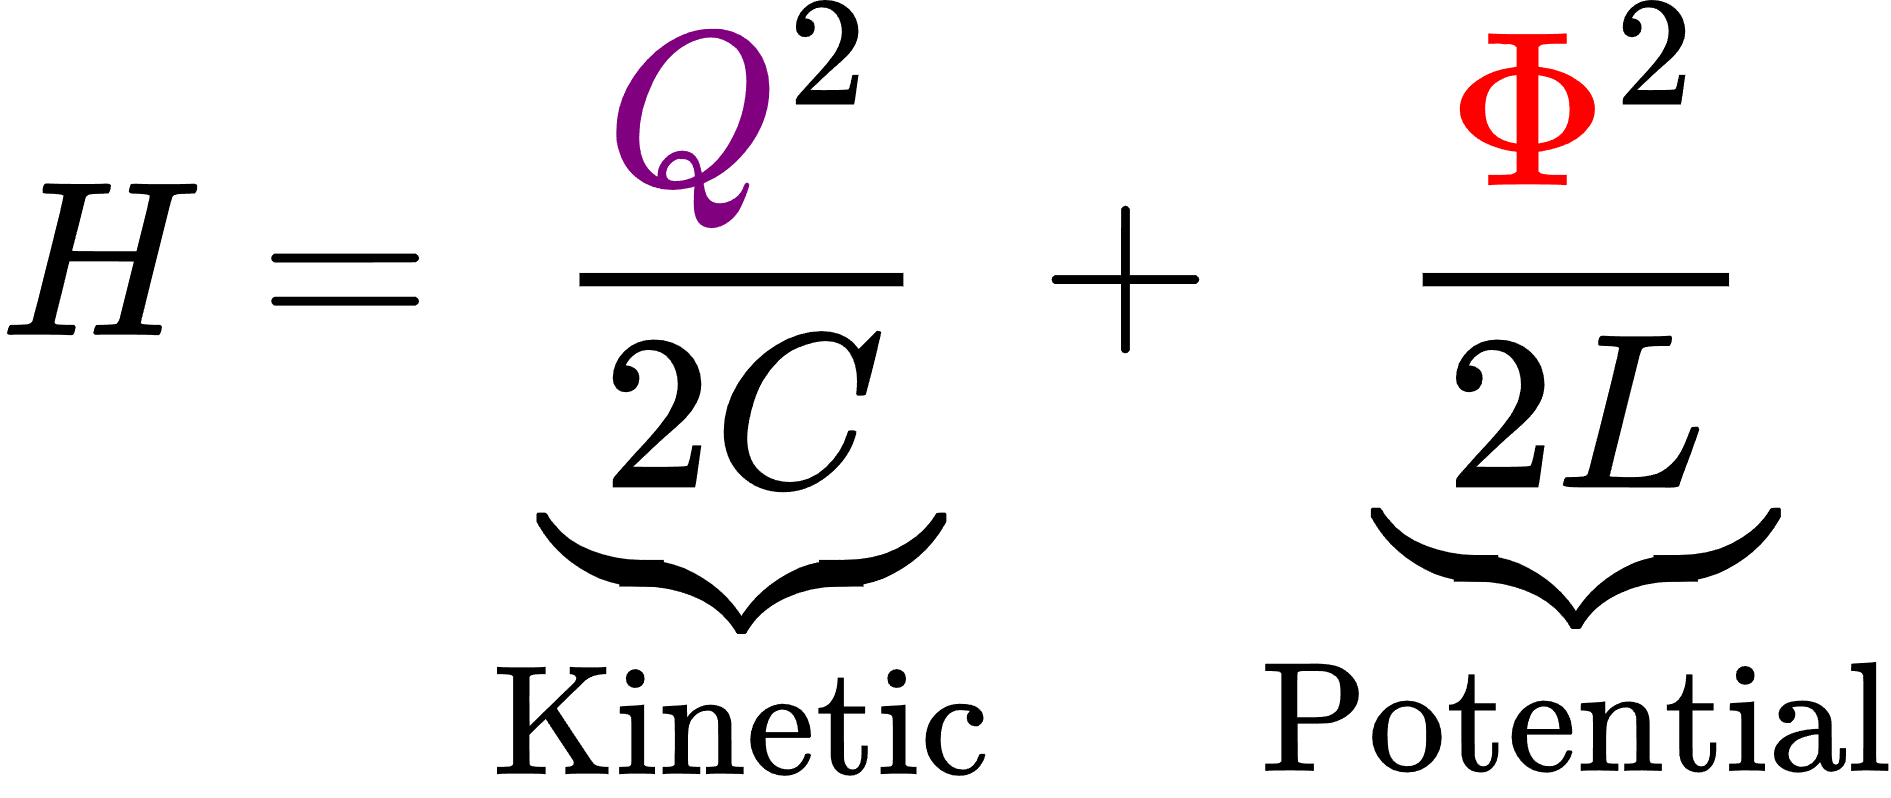 H = Q²/2C + Φ²/2L
Kinetic Potential